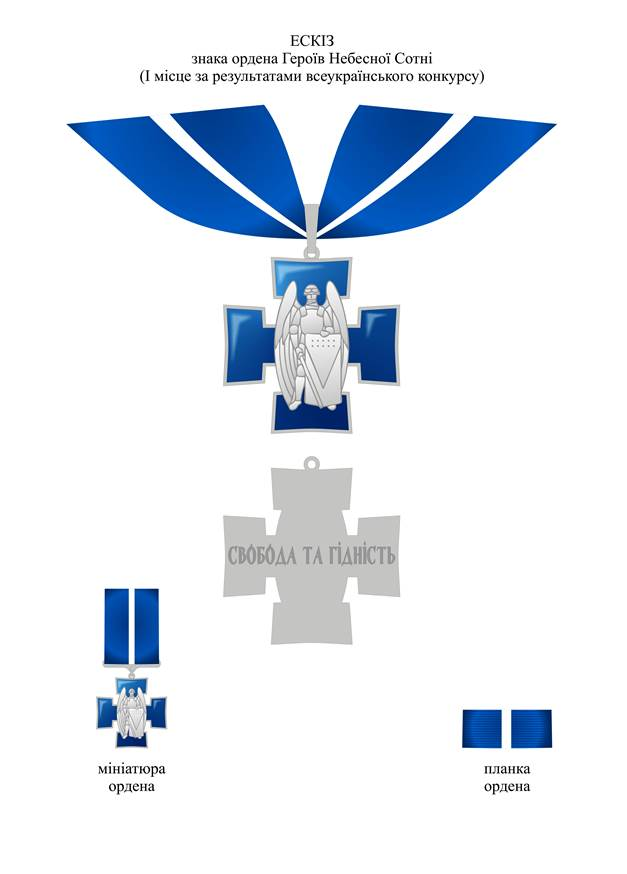 ЕСКІЗ
знака ордена Героїв Небесної Сотні
(І місце за результатами всеукраїнського конкурсу)
СВОБОДА ТА ГІДНІСТЬ
мініатюра
ордена
планка
ордена